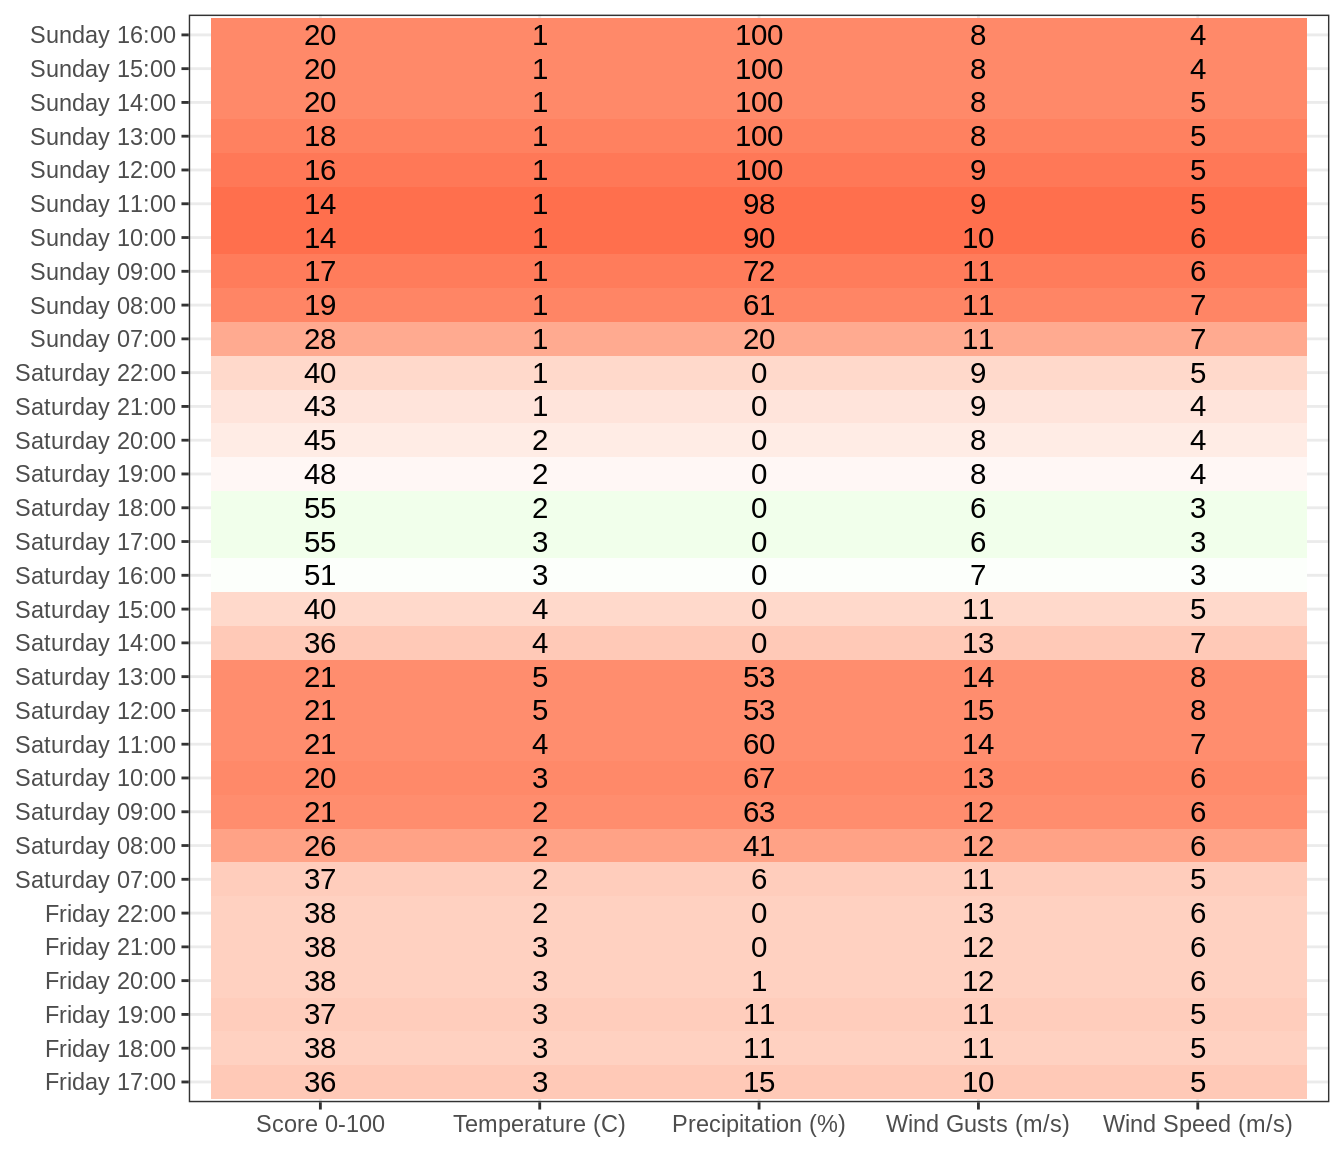 Sunday 16:00 20 1 100 8 4
Sunday 15:00 20 1 100 8 4
Sunday 14:00 20 1 100 8 5
Sunday 13:00 18 1 100 8 5
Sunday 12:00 16 1 100 9 5
Sunday 11:00 14 1 98 9 5
Sunday 10:00 14 1 90 10 6
Sunday 09:00 17 1 72 11 6
Sunday 08:00 19 1 61 11 7
Sunday 07:00 28 1 20 11 7
Saturday 22:00 40 1 0 9 5
Saturday 21:00 43 1 0 9 4
Saturday 20:00 45 2 0 8 4
Saturday 19:00 48 2 0 8 4
Saturday 18:00 55 2 0 6 3
Saturday 17:00 55 3 0 6 3
Saturday 16:00 51 3 0 7 3
Saturday 15:00 40 4 0 11 5
Saturday 14:00 36 4 0 13 7
Saturday 13:00 21 5 53 14 8
Saturday 12:00 21 5 53 15 8
Saturday 11:00 21 4 60 14 7
Saturday 10:00 20 3 67 13 6
Saturday 09:00 21 2 63 12 6
Saturday 08:00 26 2 41 12 6
Saturday 07:00 37 2 6 11 5
Friday 22:00 38 2 0 13 6
Friday 21:00 38 3 0 12 6
Friday 20:00 38 3 1 12 6
Friday 19:00 37 3 11 11 5
Friday 18:00 38 3 11 11 5
Friday 17:00 36 3 15 10 5
Score 0-100 Temperature (C) Precipitation (%) Wind Gusts (m/s) Wind Speed (m/s)